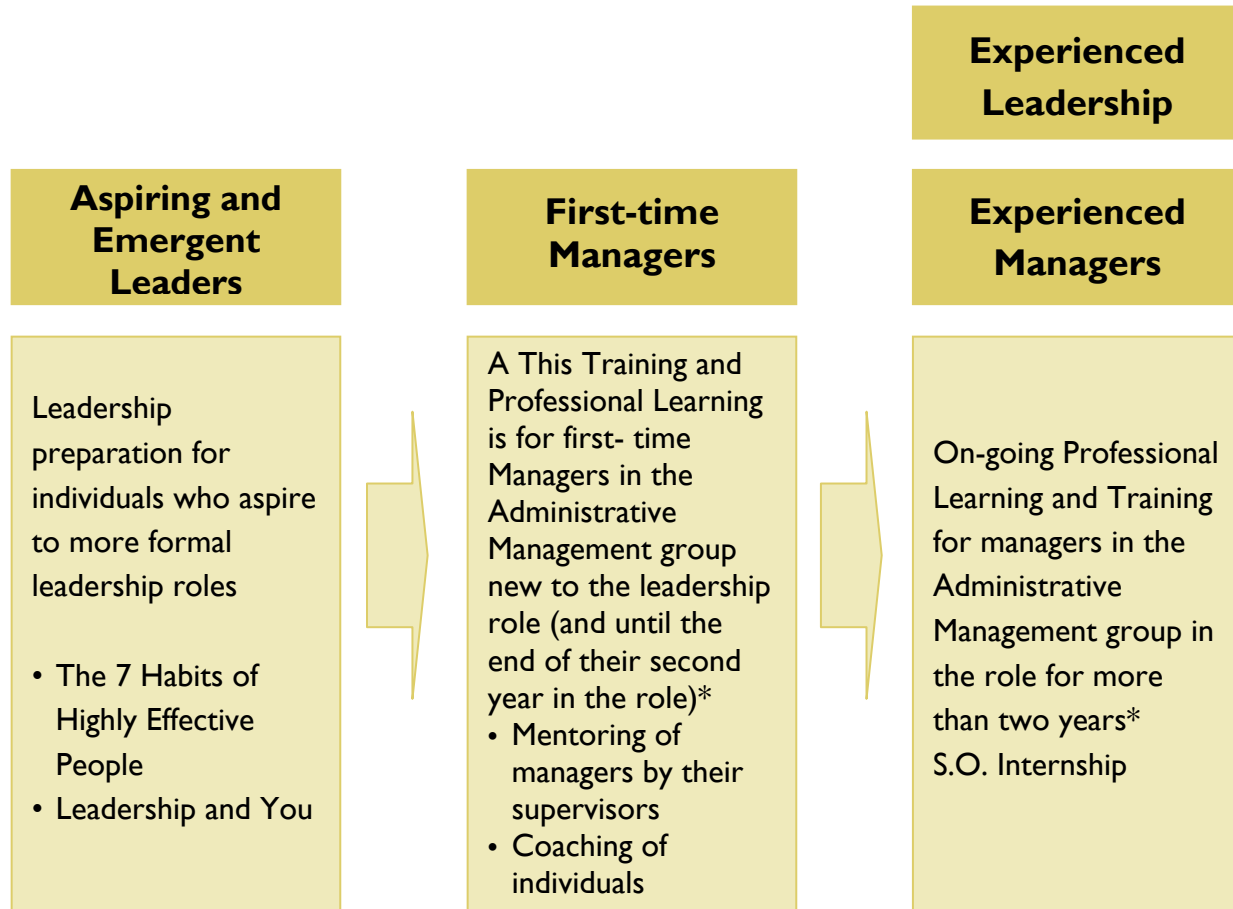 Experienced
Leadership
Aspiring and
Emergent
Leaders
First-time
Managers
Experienced
Managers
Leadership
preparation for
individuals who aspire
to more formal
leadership roles
• The 7 Habits of
Highly Effective
People
• Leadership and You
A This Training and
Professional Learning
is for first- time
Managers in the
Administrative
Management group
new to the leadership
role (and until the
end of their second
year in the role)*
• Mentoring of
managers by their
supervisors
• Coaching of
individuals
On-going Professional
Learning and Training
for managers in the
Administrative
Management group in
the role for more
than two years*
S.O. Internship